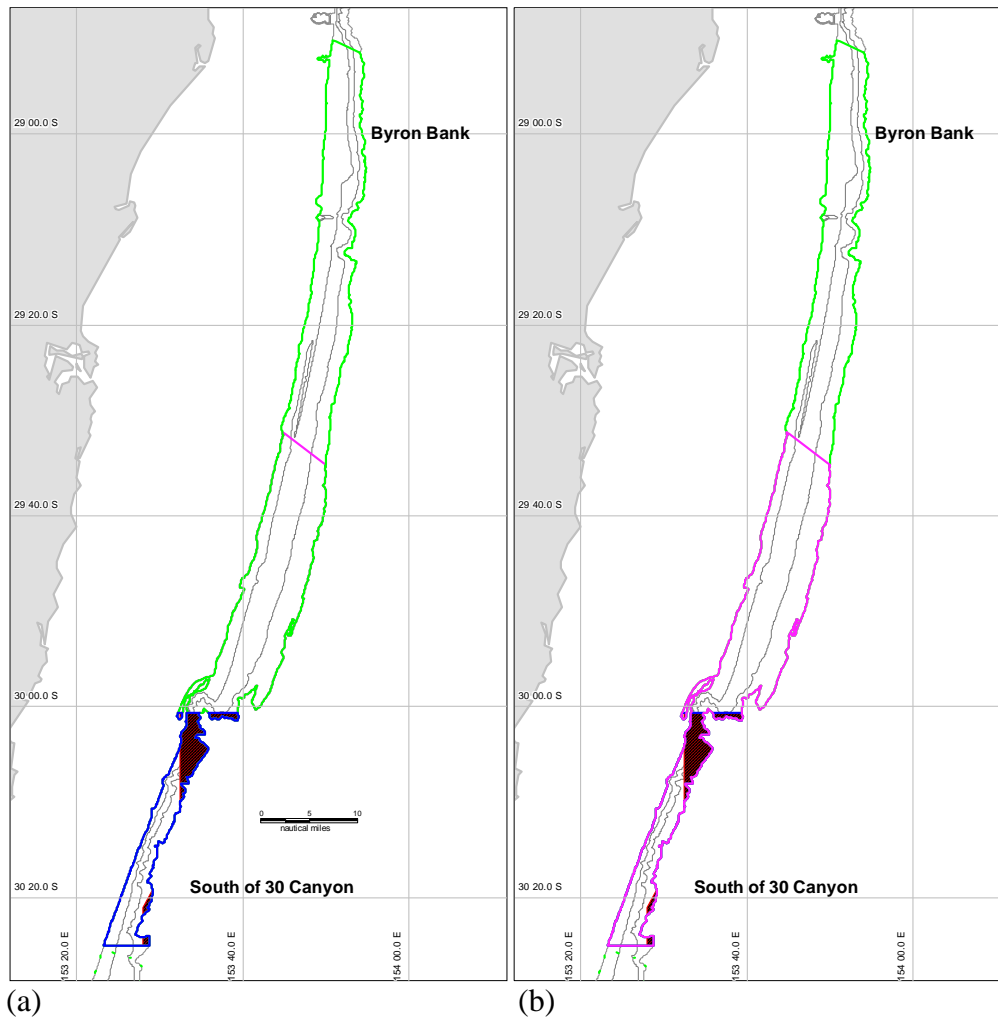 Byron Bank
29 00.0 S
29 20.0 S
29 40.0 S
30 00.0 S
0 5 10
nautical miles
South of 30 Canyon
30 20.0 S
153 20.0 E
153 40.0 E
154 00.0 E
(a)
Byron Bank
29 00.0 S
29 20.0 S
29 40.0 S
30 00.0 S
South of 30 Canyon
30 20.0 S
153 20.0 E
153 40.0 E
154 00.0 E
(b)